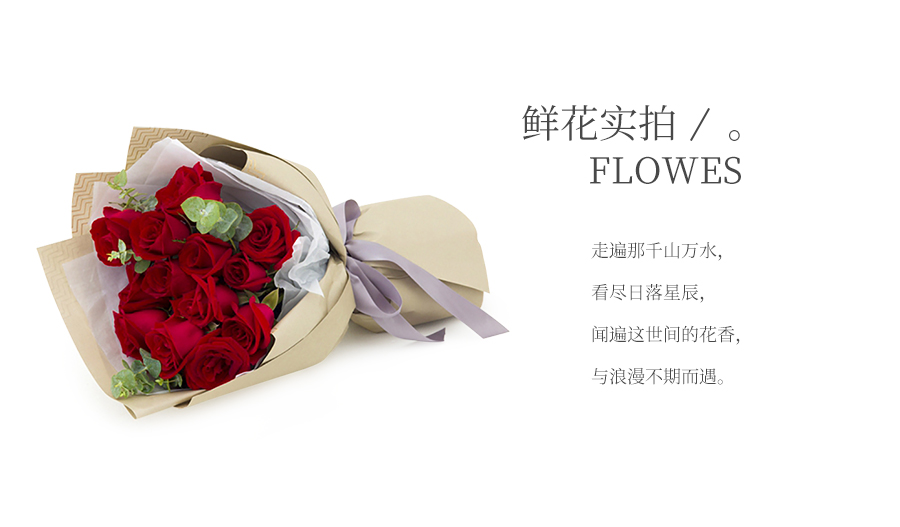 鲜花实拍 / 。
FLOWES
走遍那千山万水，
看尽日落星辰，
闻遍这世间的花香，
与浪漫不期而遇。